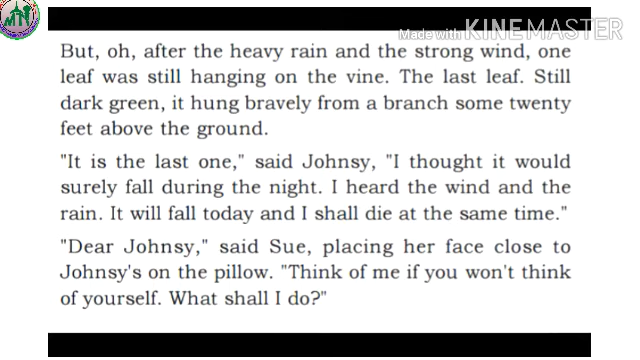 Made with KINEMASTER
But, oh, after the heavy rain and the strong wind, one
leaf was still hanging on the vine. The last leaf. Still
dark green, it hung bravely from a branch some twenty
feet above the ground.
"It is the last one," said Johnsy, "I thought it would
surely fall during the night. I heard the wind and the
rain. It will fall today and I shall die at the same time."
"Dear Johnsy," said Sue, placing her face close to
Johnsy's on the pillow. "Think of me if you won't think
of yourself. What shall I do?"